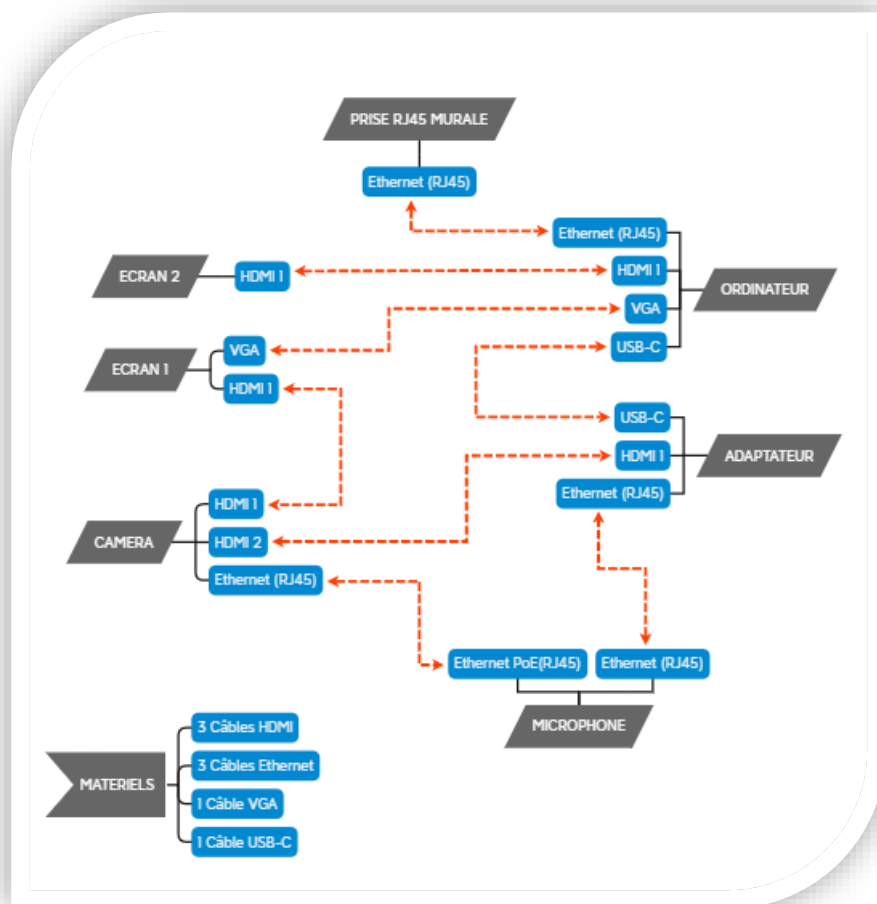 PRISE RJ45 MURALE
Ethernet (RJ45)
Ethernet (RJ45)
ECRAN 2
HDMI 1
HDMI 1
ORDINATEUR
VGA
USB-C
ECRAN 1
VGA
HDMI 1
USB-C
HDMI 1
ADAPTATEUR
Ethernet (RJ45)
CAMERA
HDMI 1
HDMI 2
Ethernet (RJ45)
Ethernet PoE(RJ45)
Ethernet (RJ45)
MICROPHONE
MATERIELS
3 Câbles HDMI
3 Câbles Ethernet
1 Câble VGA
1 Câble USB-C